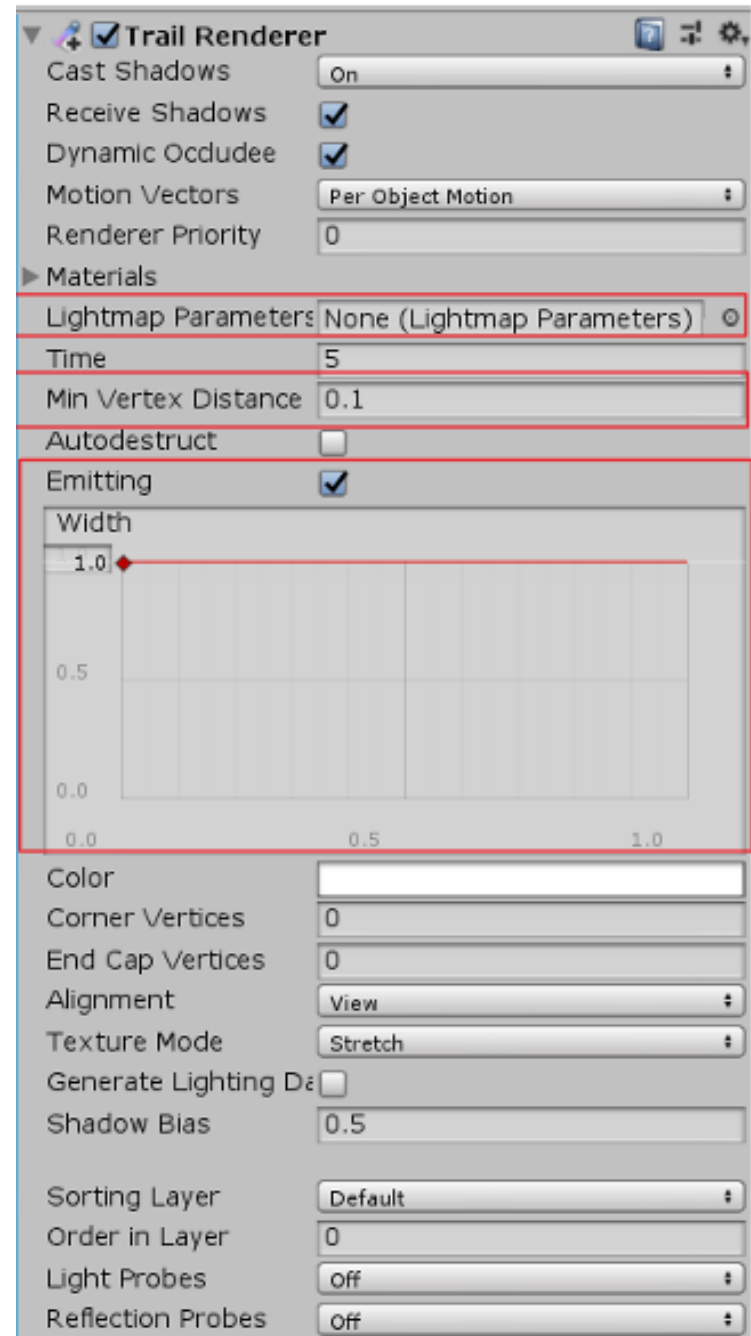 Trail Renderer
Cast Shadows On
Receive Shadows
Dynamic Occludee
Motion Vectors Per Object Motion
Renderer Priority 0
Materials
Lightmap Parameters None (Lightmap Parameters)
Time 5
Min Vertex Distance 0.1
Autodestruct
Emitting
Width
1.0
0.5
0.0
0.0 0.5 1.0
Color
Corner Vertices 0
End Cap Vertices 0
Alignment View
Texture Mode Stretch
Generate Lighting Da
Shadow Bias 0.5
Sorting Layer Default
Order in Layer 0
Light Probes Off
Reflection Probes Off